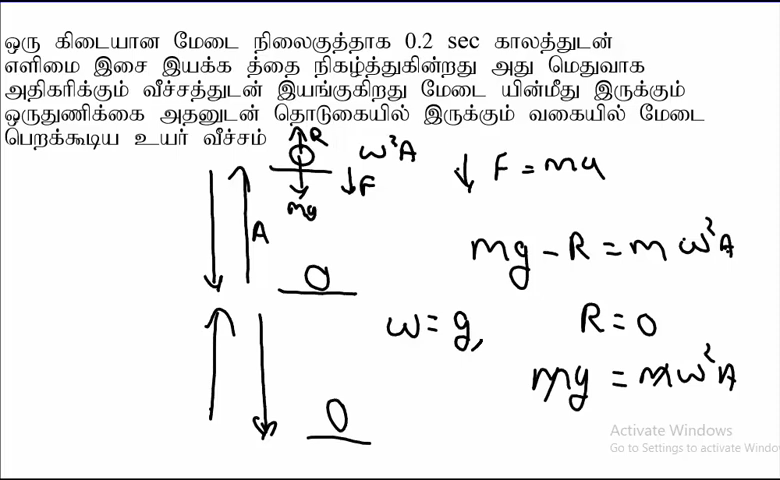 ஒரு கிடையான மேடை நிலைகுத்தாக 0.2 sec காலத்துடன்
எளிமை இசை இயக்க த்தை நிகழ்த்துகின்றது அது மெதுவாக
அதிகரிக்கும் வீச்சத்துடன் இயங்குகிறது மேடை யின்மீது இருக்கும்
ஒருதுணிக்கை அதனுடன் தொடுகையில் இருக்கும் வகையில் மேடை
பெறக்கூடிய உயர் வீச்சம்
R
ω²A
F
mg
↓ F = ma
A
mg - R = m ω²A
ω = g,
R = 0
mg = mω²A
Activate Windows
Go to Settings to activate Windo